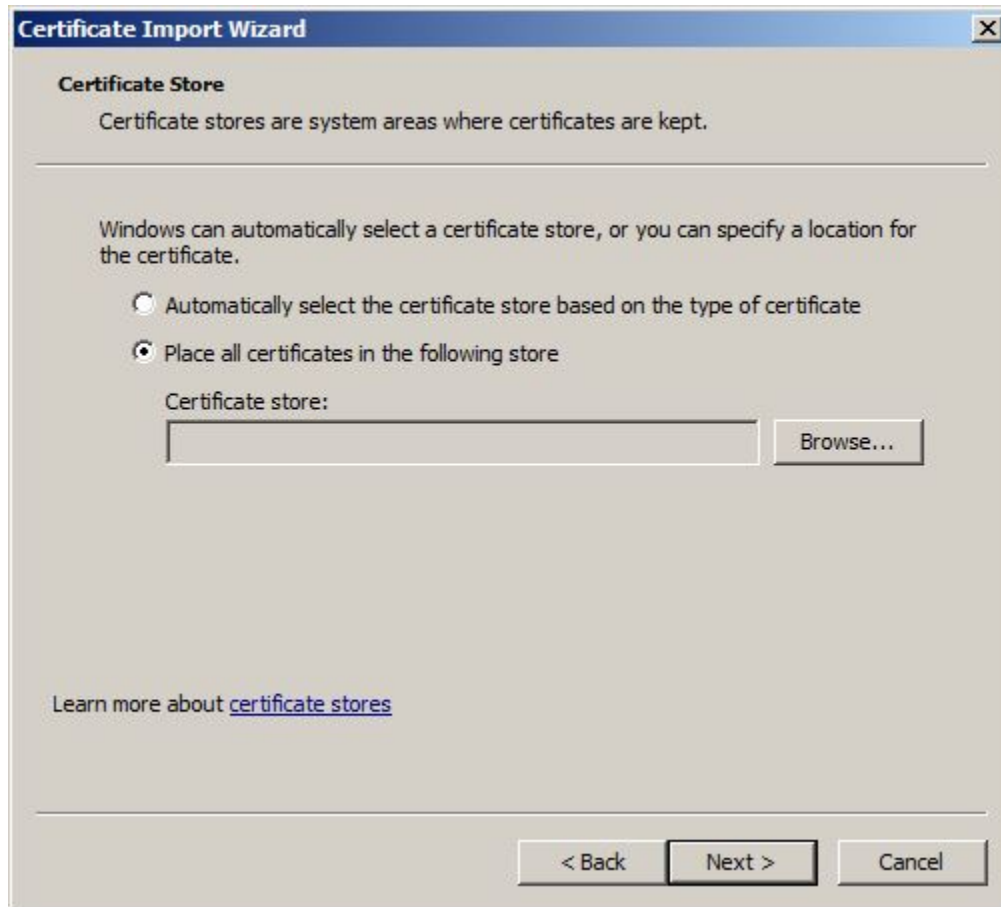 Certificate Import Wizard
Certificate Store
Certificate stores are system areas where certificates are kept.
Windows can automatically select a certificate store, or you can specify a location for
the certificate.
Automatically select the certificate store based on the type of certificate
Place all certificates in the following store
Certificate store:
Browse...
Learn more about certificate stores
< Back
Next >
Cancel